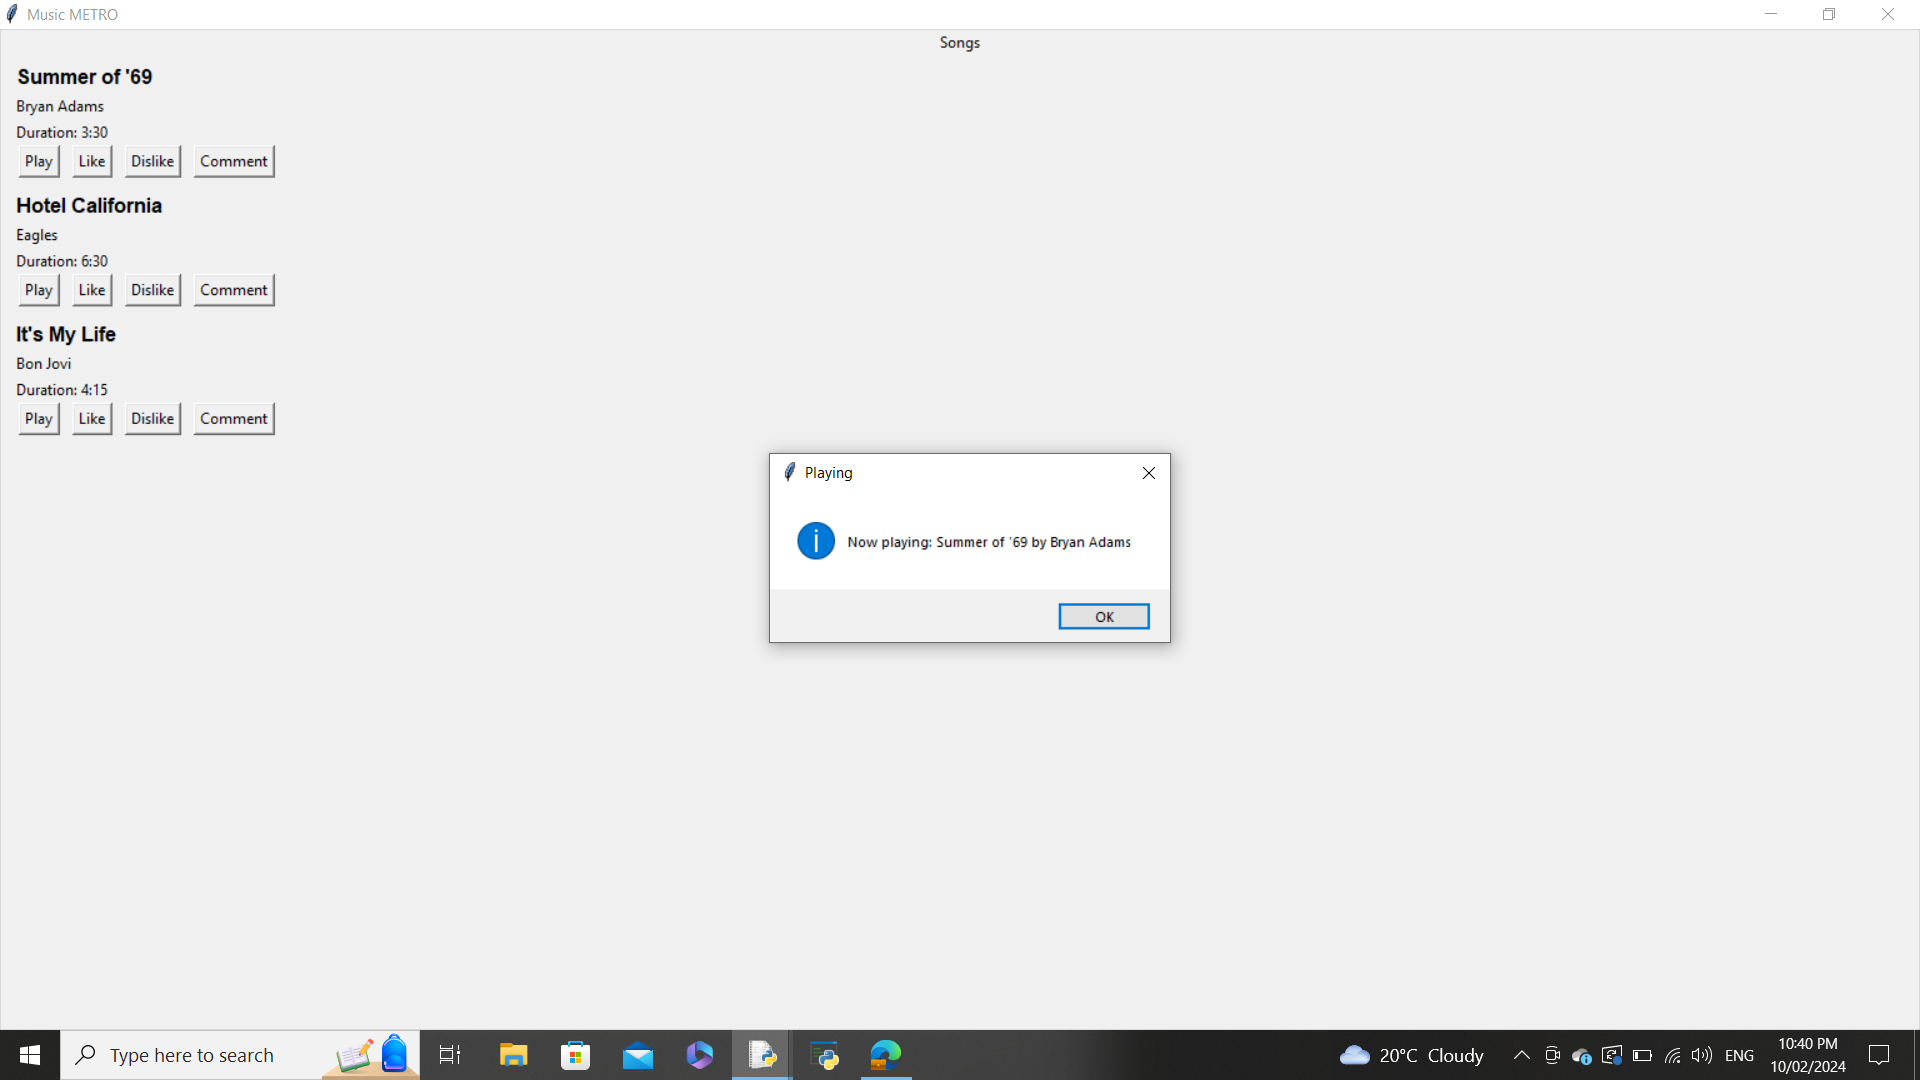 Music METRO
Songs
Summer of '69
Bryan Adams
Duration: 3:30
Play Like Dislike Comment
Hotel California
Eagles
Duration: 6:30
Play Like Dislike Comment
It's My Life
Bon Jovi
Duration: 4:15
Play Like Dislike Comment
Playing
Now playing: Summer of '69 by Bryan Adams
OK
Type here to search
20°C Cloudy
ENG
10:40 PM
10/02/2024